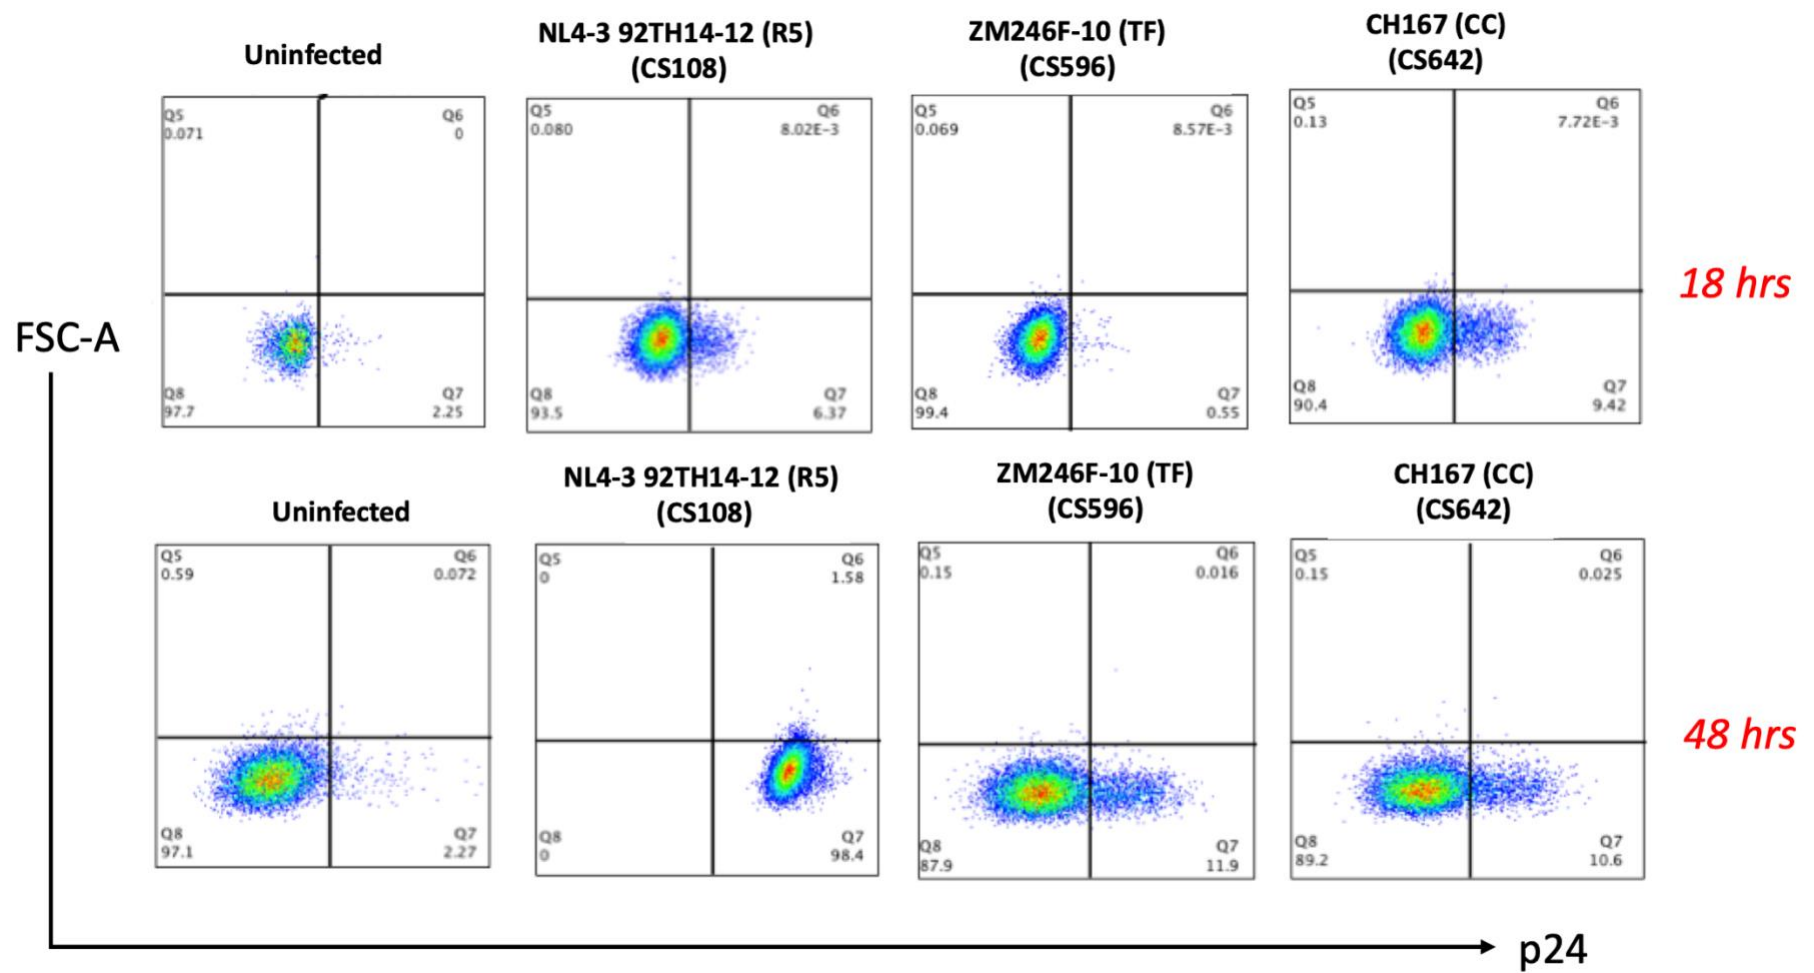 Uninfected
NL4-3 92TH14-12 (R5)
(CS108)
ZM246F-10 (TF)
(CS596)
CH167 (CC)
(CS642)
Q5
0.071
Q6
0
Q8
97.7
Q7
2.25
Q5
0.080
Q6
8.02E-3
Q8
93.5
Q7
6.37
Q5
0.069
Q6
8.57E-3
Q8
99.4
Q7
0.55
Q5
0.13
Q6
7.72E-3
Q8
90.4
Q7
9.42
18 hrs
FSC-A
Uninfected
NL4-3 92TH14-12 (R5)
(CS108)
ZM246F-10 (TF)
(CS596)
CH167 (CC)
(CS642)
Q5
0.59
Q6
0.072
Q8
97.1
Q7
2.27
Q5
0
Q6
1.58
Q8
0
Q7
98.4
Q5
0.15
Q6
0.016
Q8
87.9
Q7
11.9
Q5
0.15
Q6
0.025
Q8
89.2
Q7
10.6
48 hrs
p24